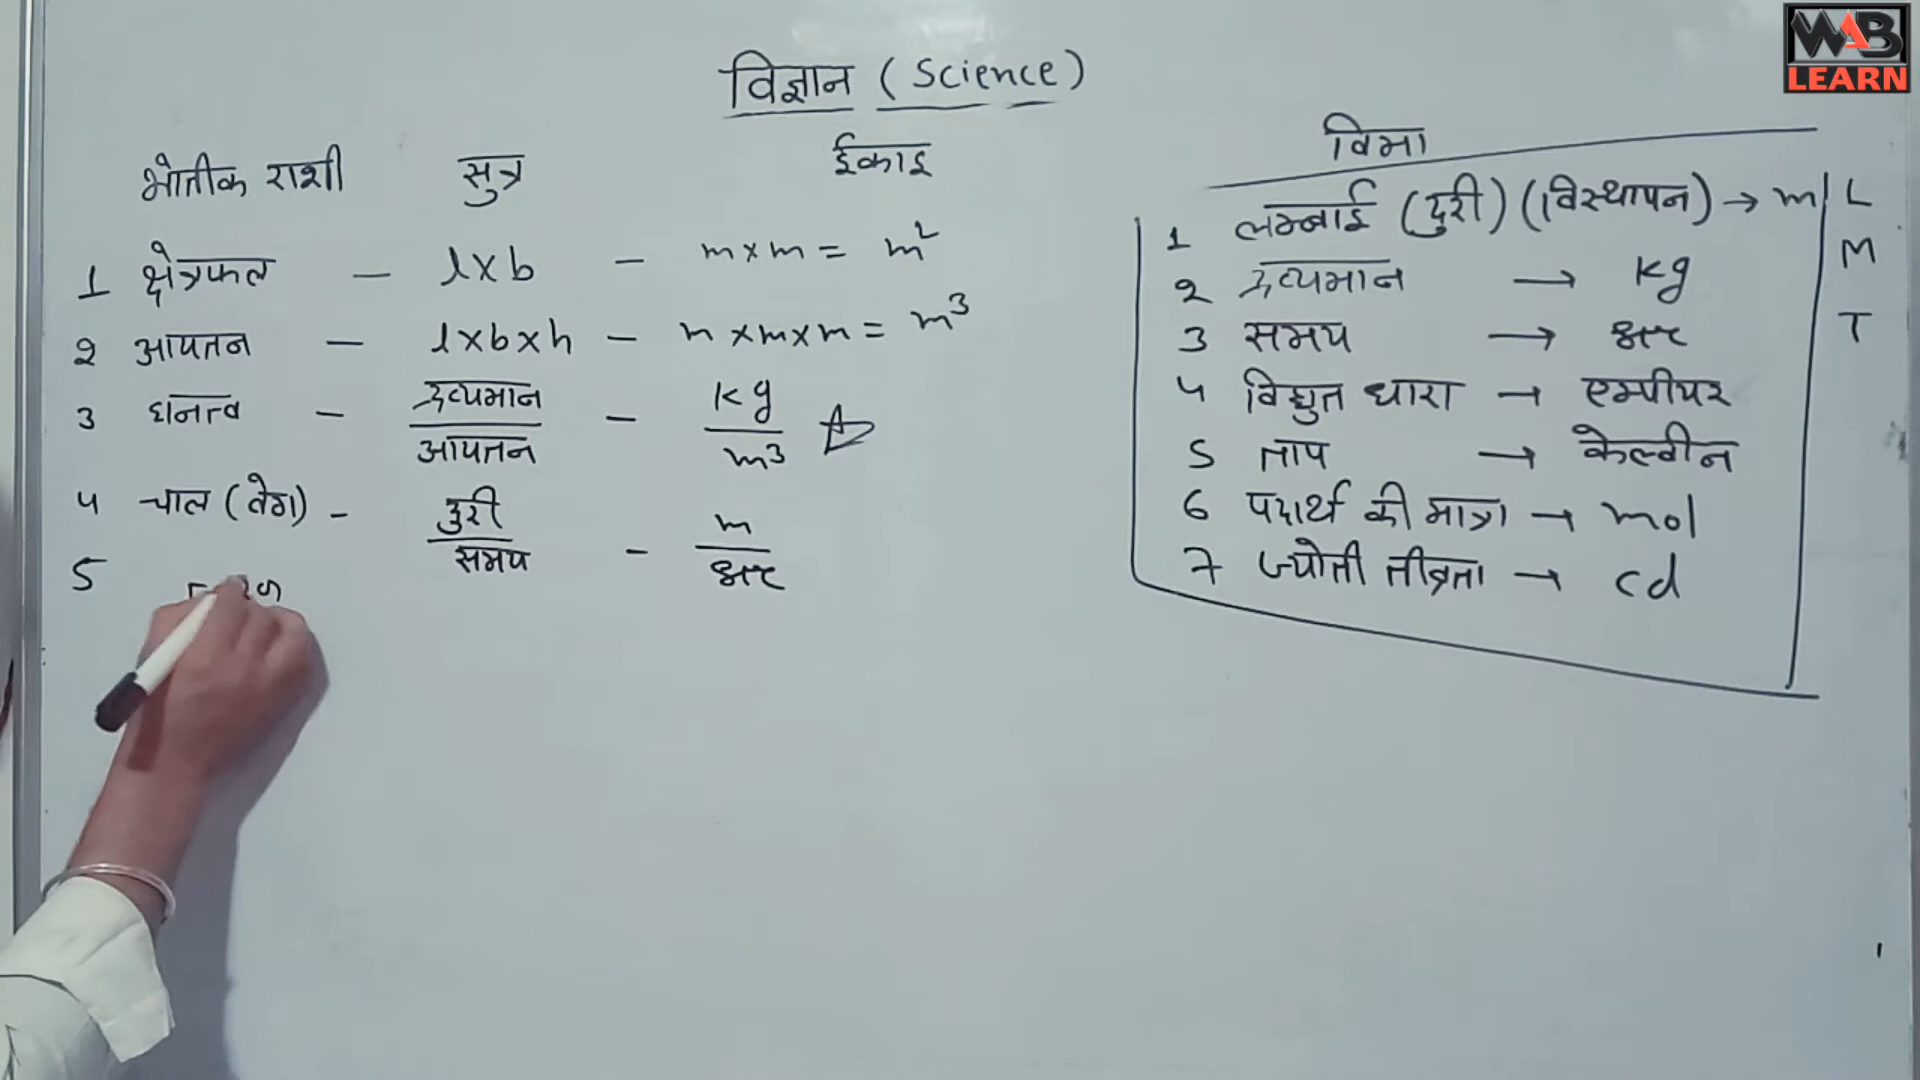 WAB
LEARN
विज्ञान (Science)
भोतीक राशी सुत्र ईकाइ
1 क्षेत्रफल - l×b - m×m = m²
2 आयतन - l×b×h - m×m×m = m³
3 घनत्व - द्रव्यमान/आयतन - kg/m³
4 चाल (वेग) - दुरी/समय - m/
5
विमा
1 लम्बाई (दुरी) (विस्थापन) → m L
2 द्रव्यमान → kg M
3 समय → T
4 विद्युत धारा → एम्पीयर
5 ताप → केल्वीन
6 पदार्थ की मात्रा → mol
7 ज्योती तीव्रता → cd